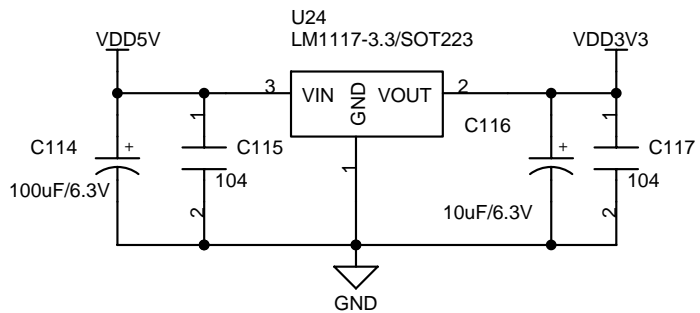 U24
LM1117-3.3/SOT223
VDD5V
VDD3V3
3
VIN
GND
VOUT
2
1
C114
+
100uF/6.3V
1
C115
104
2
C116
+
10uF/6.3V
1
C117
104
2
GND